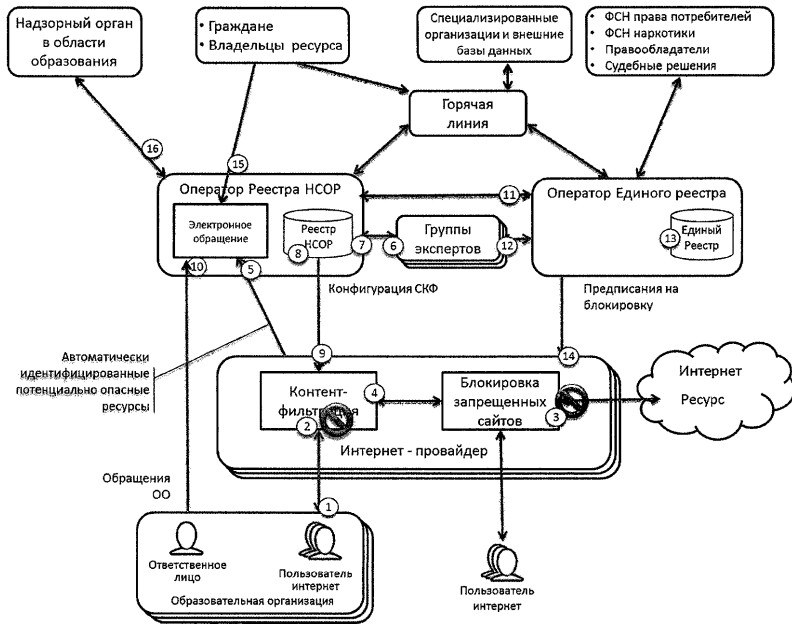 Надзорный орган
в области
образования
• Граждане
• Владельцы ресурса
Специализированные
организации и внешние
базы данных
• ФСН права потребителей
• ФСН наркотики
• Правообладатели
• Судебные решения
Горячая
линия
16
15
Оператор Реестра НСОР
11
Оператор Единого реестра
Электронное
обращение
Реестр
НСОР
8
7
6
Группы
экспертов
12
13
Единый
Реестр
10
5
Конфигурация СКФ
Предписания на
блокировку
Автоматически
идентифицированные
потенциально опасные
ресурсы
9
14
Контент-
фильтрация
2
4
Блокировка
запрещенных
сайтов
3
Интернет
Ресурс
Интернет - провайдер
Обращения
ОО
1
Ответственное
лицо
Пользователь
интернет
Образовательная организация
Пользователь
интернет